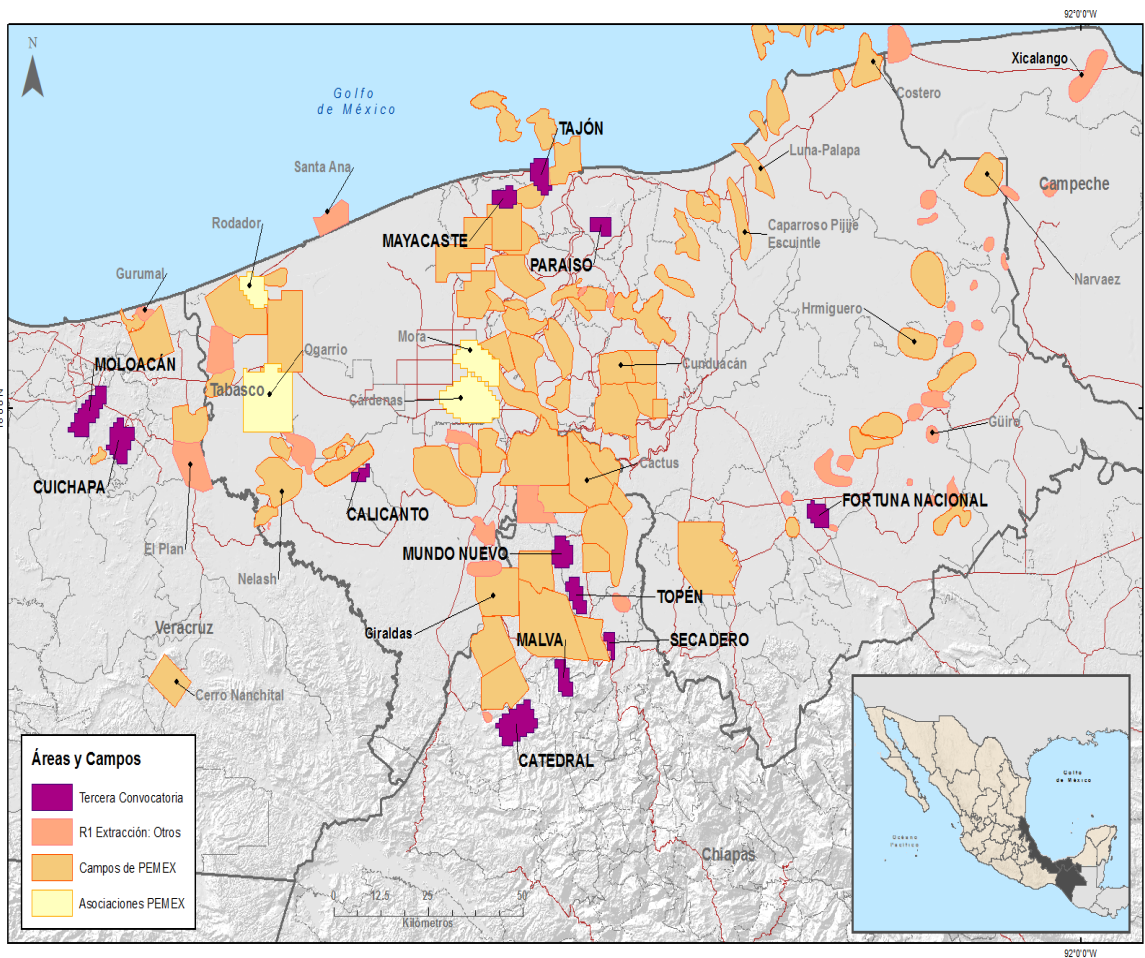 92°0'0"W
N
Golfo
de México
Xicalango
Costero
TAJÓN
Luna-Palapa
Santa Ana
Campeche
Rodador
MAYACASTE
Caparroso Pijije
Escuintle
PARAISO
Gurumal
Narvaez
Hrmiguero
Mora
Ogarrio
MOLOACÁN
Cunduacán
Tabasco
Cárdenas
Güiro
Cactus
CUICHAPA
FORTUNA NACIONAL
CALICANTO
El Plan
MUNDO NUEVO
Nelash
TOPÉN
Giraldas
MALVA
SECADERO
Veracruz
Cerro Nanchital
CATEDRAL
Áreas y Campos
Tercera Convocatoria
R1 Extracción: Otros
Campos de PEMEX
Asociaciones PEMEX
Chiapas
0 12.5 25 50
Kilómetros
Golfo
de México
Océano
Pacífico
92°0'0"W